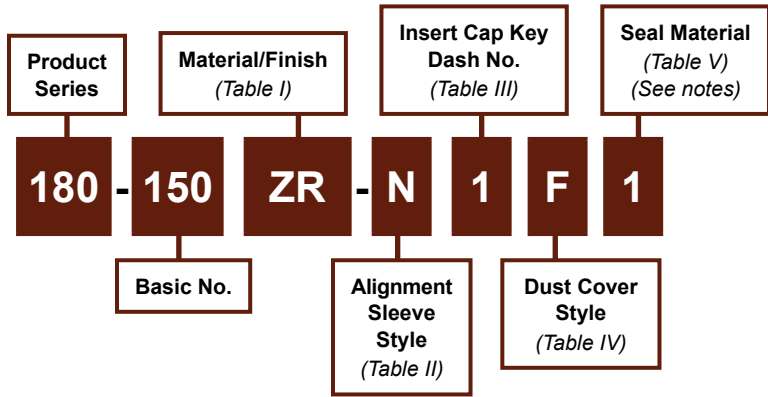 Product
Series
Material/Finish
(Table I)
Insert Cap Key
Dash No.
(Table III)
Seal Material
(Table V)
(See notes)
180 - 150 ZR - N 1 F 1
Basic No.
Alignment
Sleeve
Style
(Table II)
Dust Cover
Style
(Table IV)